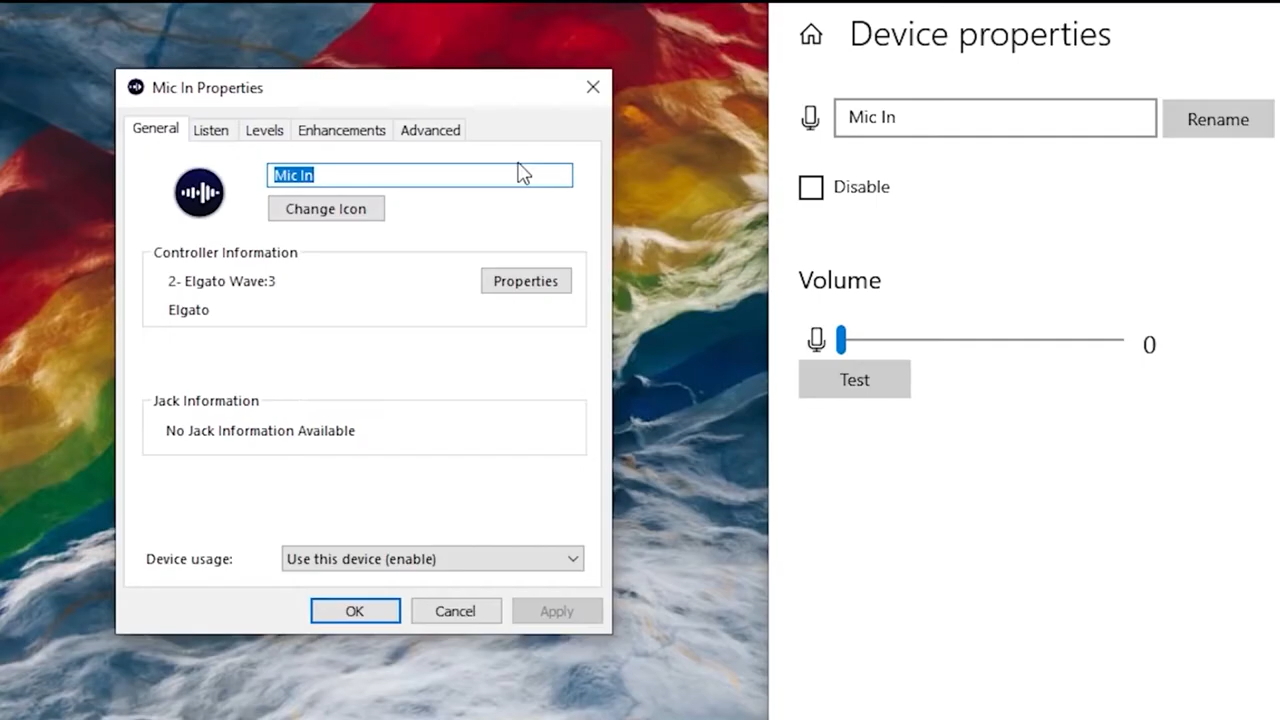 Mic In Properties
General
Listen
Levels
Enhancements
Advanced
Mic In
Change Icon
Controller Information
2- Elgato Wave:3
Properties
Elgato
Jack Information
No Jack Information Available
Device usage:
Use this device (enable)
OK
Cancel
Apply
Device properties
Mic In
Rename
Disable
Volume
0
Test